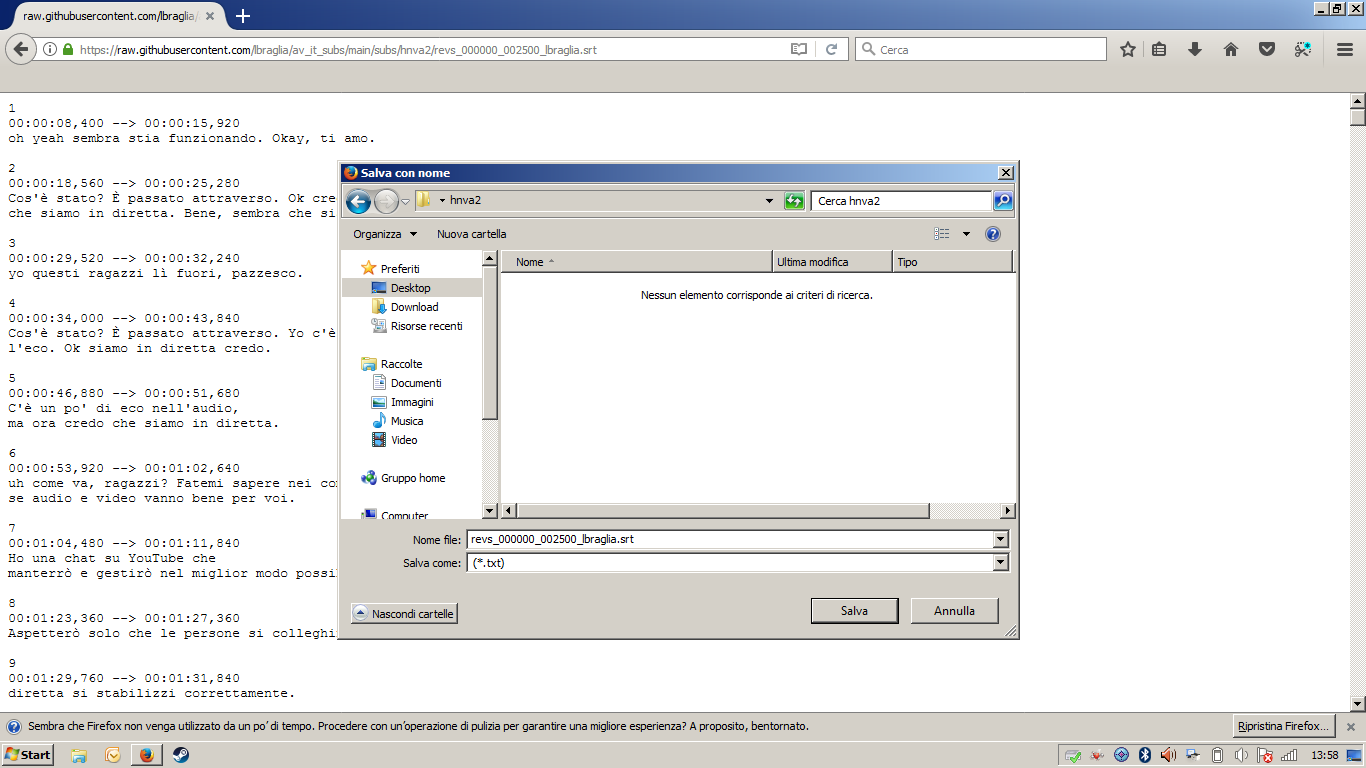 raw.githubusercontent.com/lbraglia/
https://raw.githubusercontent.com/lbraglia/av_it_subs/main/subs/hnva2/revs_000000_002500_lbraglia.srt
Cerca
1
00:00:08,400 --> 00:00:15,920
oh yeah sembra stia funzionando. Okay, ti amo.
2
00:00:18,560 --> 00:00:25,280
Cos'è stato? È passato attraverso. Ok cre
che siamo in diretta. Bene, sembra che si
3
00:00:29,520 --> 00:00:32,240
yo questi ragazzi lì fuori, pazzesco.
4
00:00:34,000 --> 00:00:43,840
Cos'è stato? È passato attraverso. Yo c'è
l'eco. Ok siamo in diretta credo.
5
00:00:46,880 --> 00:00:51,680
C'è un po' di eco nell'audio,
ma ora credo che siamo in diretta.
6
00:00:53,920 --> 00:01:02,640
uh come va, ragazzi? Fatemi sapere nei co
se audio e video vanno bene per voi.
7
00:01:04,480 --> 00:01:11,840
Ho una chat su YouTube che
manterrò e gestirò nel miglior modo possi
8
00:01:23,360 --> 00:01:27,360
Aspetterò solo che le persone si colleghi
9
00:01:29,760 --> 00:01:31,840
diretta si stabilizzi correttamente.
Salva con nome
hnva2
Cerca hnva2
Organizza
Nuova cartella
Preferiti
Desktop
Download
Risorse recenti
Raccolte
Documenti
Immagini
Musica
Video
Gruppo home
Computer
Nome
Ultima modifica
Tipo
Nessun elemento corrisponde ai criteri di ricerca.
Nome file: revs_000000_002500_lbraglia.srt
Salva come: (*.txt)
Nascondi cartelle
Salva
Annulla
Sembra che Firefox non venga utilizzato da un po' di tempo. Procedere con un'operazione di pulizia per garantire una migliore esperienza? A proposito, bentornato.
Ripristina Firefox...
Start
13:58